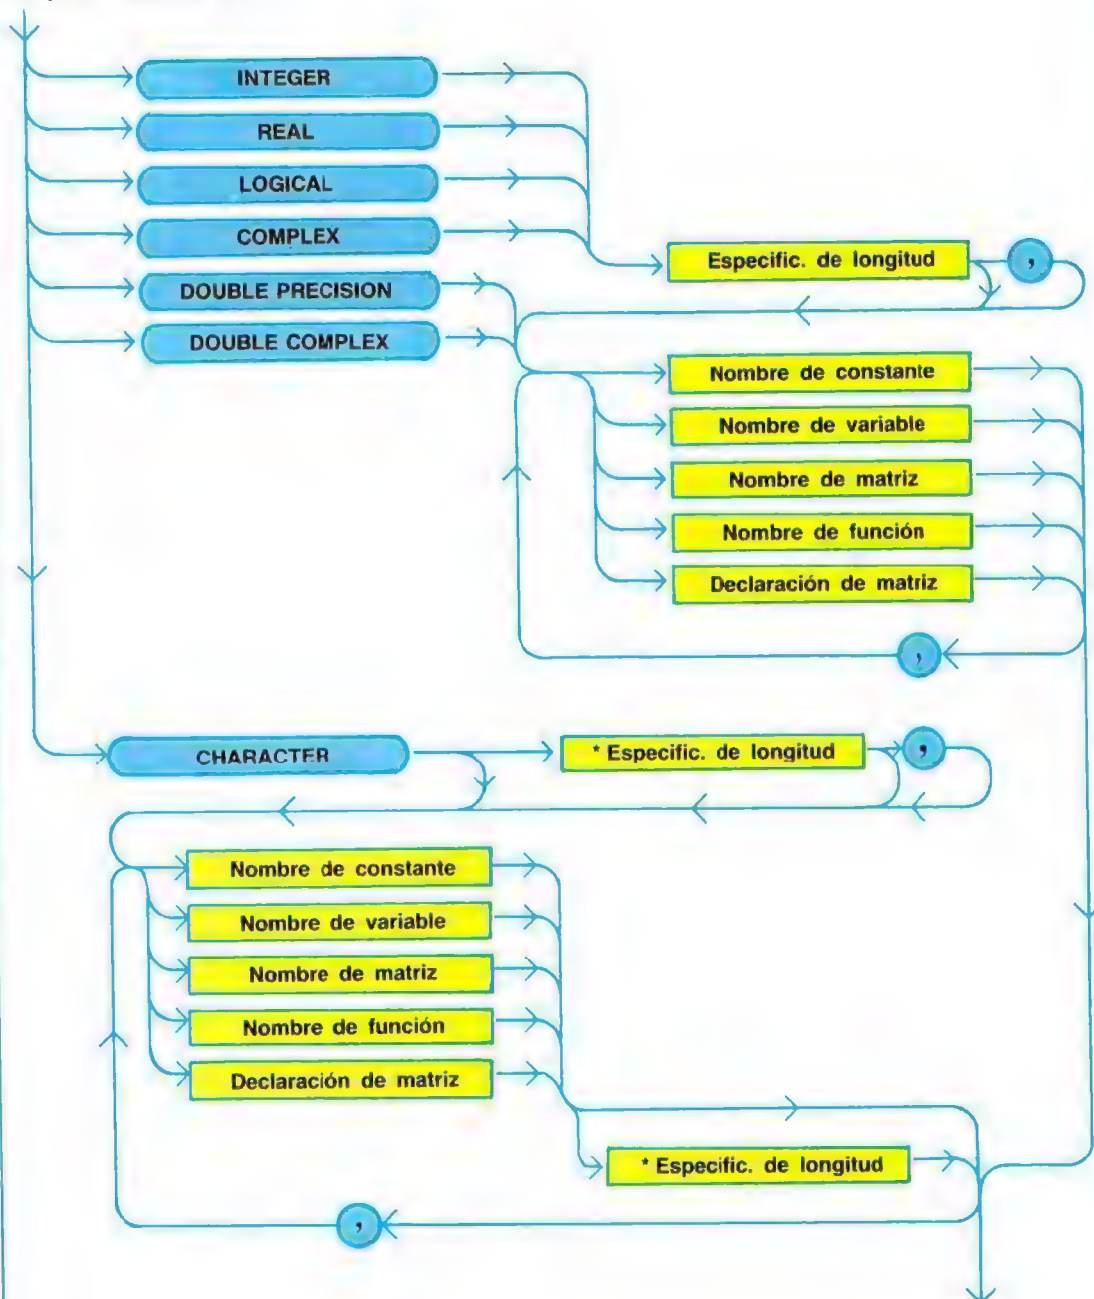 INTEGER
REAL
LOGICAL
COMPLEX
Especific. de longitud ,
DOUBLE PRECISION
DOUBLE COMPLEX
Nombre de constante
Nombre de variable
Nombre de matriz
Nombre de función
Declaración de matriz
,
CHARACTER * Especific. de longitud ,
Nombre de constante
Nombre de variable
Nombre de matriz
Nombre de función
Declaración de matriz
* Especific. de longitud
,